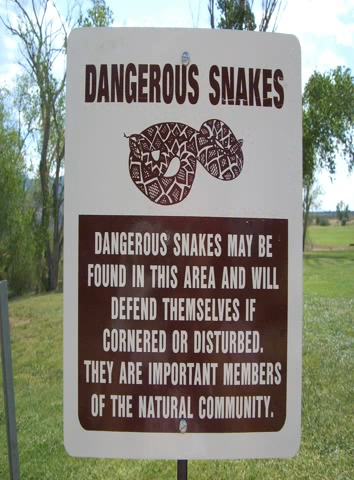 DANGEROUS SNAKES
DANGEROUS SNAKES MAY BE
FOUND IN THIS AREA AND WILL
DEFEND THEMSELVES IF
CORNERED OR DISTURBED.
THEY ARE IMPORTANT MEMBERS
OF THE NATURAL COMMUNITY.